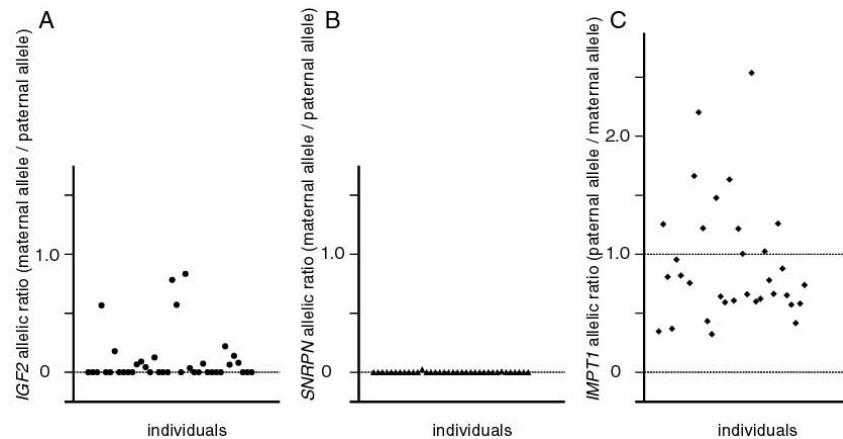 A
IGF2 allelic ratio (maternal allele / paternal allele)
1.0
0
individuals
B
SNRPN allelic ratio (maternal allele / paternal allele)
1.0
0
individuals
C
IMPT1 allelic ratio (paternal allele / maternal allele)
2.0
1.0
0
individuals